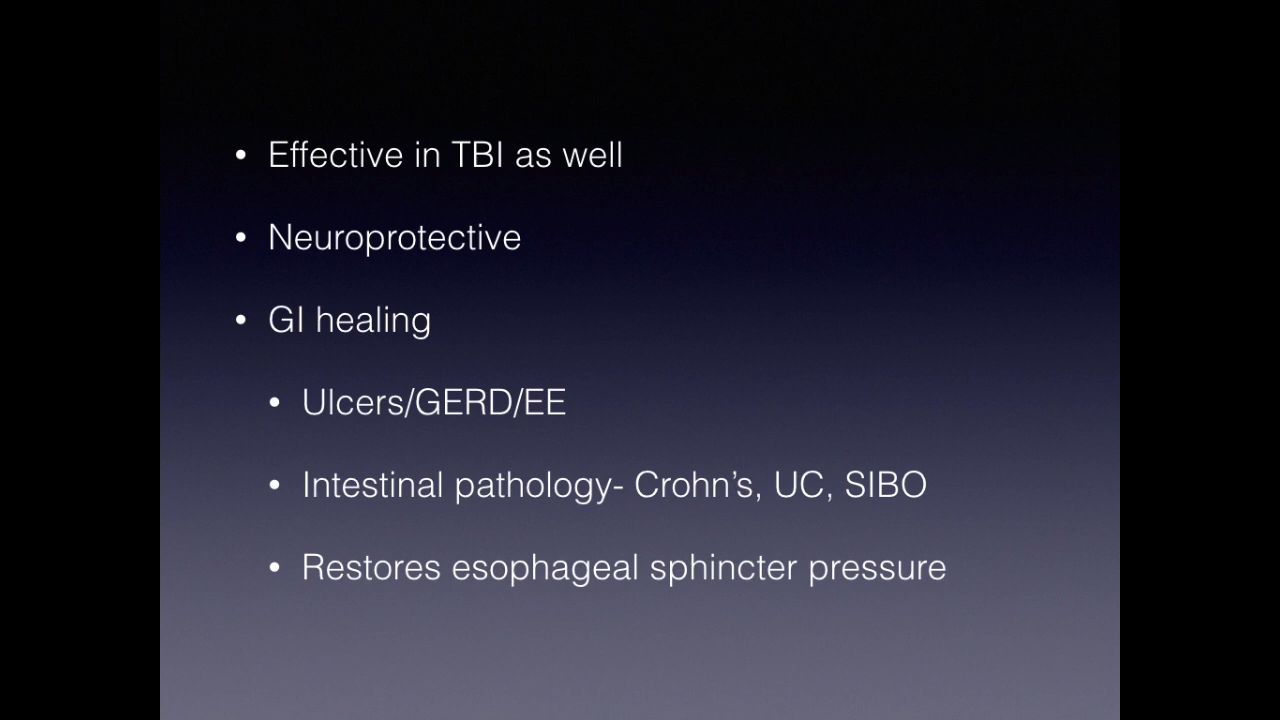 • Effective in TBI as well
• Neuroprotective
• GI healing
• Ulcers/GERD/EE
• Intestinal pathology- Crohn’s, UC, SIBO
• Restores esophageal sphincter pressure